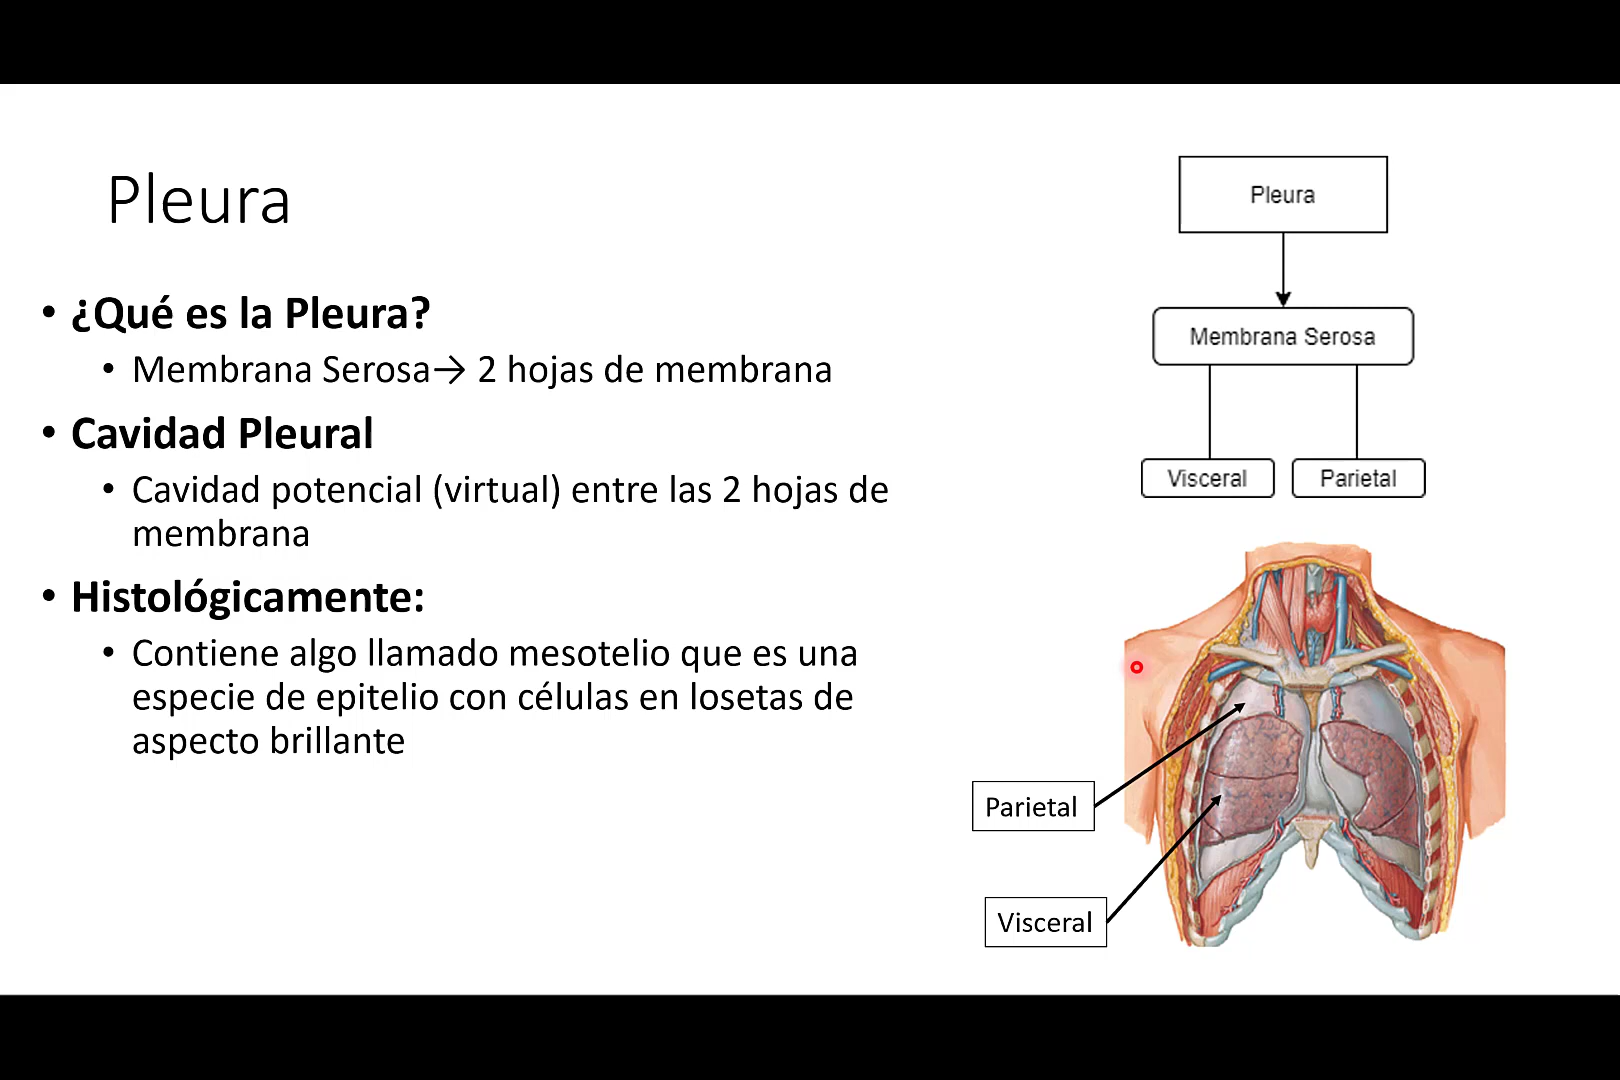 Pleura
• ¿Qué es la Pleura?
• Membrana Serosa→ 2 hojas de membrana
• Cavidad Pleural
• Cavidad potencial (virtual) entre las 2 hojas de
membrana
• Histológicamente:
• Contiene algo llamado mesotelio que es una
especie de epitelio con células en losetas de
aspecto brillante
Pleura
Membrana Serosa
Visceral
Parietal
Parietal
Visceral